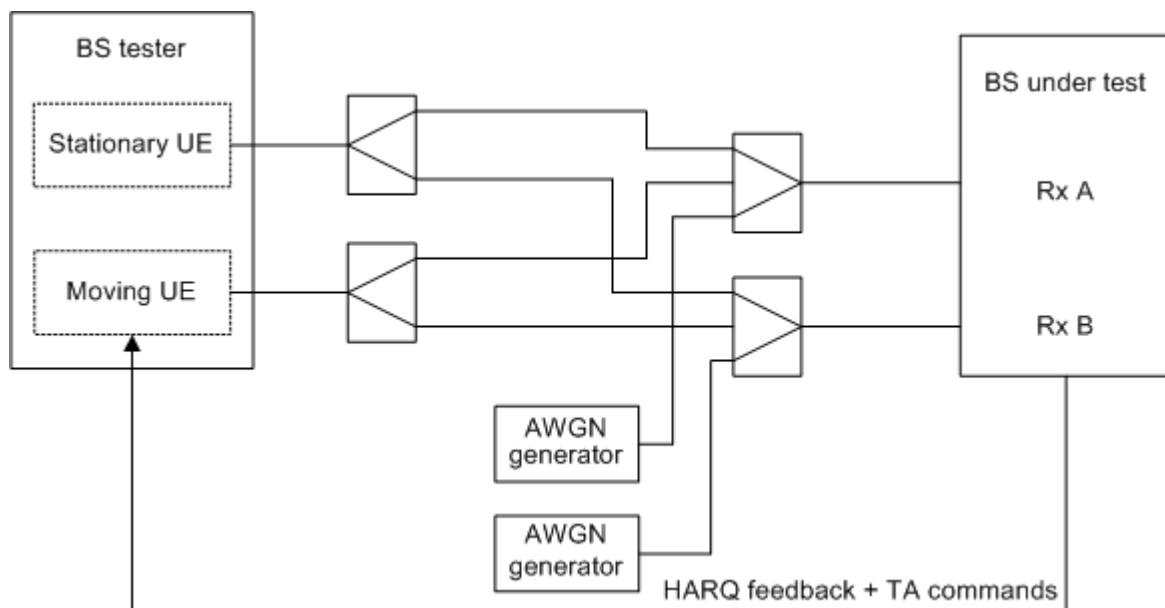 BS tester
Stationary UE
Moving UE
BS under test
Rx A
Rx B
AWGN
generator
AWGN
generator
HARQ feedback + TA commands